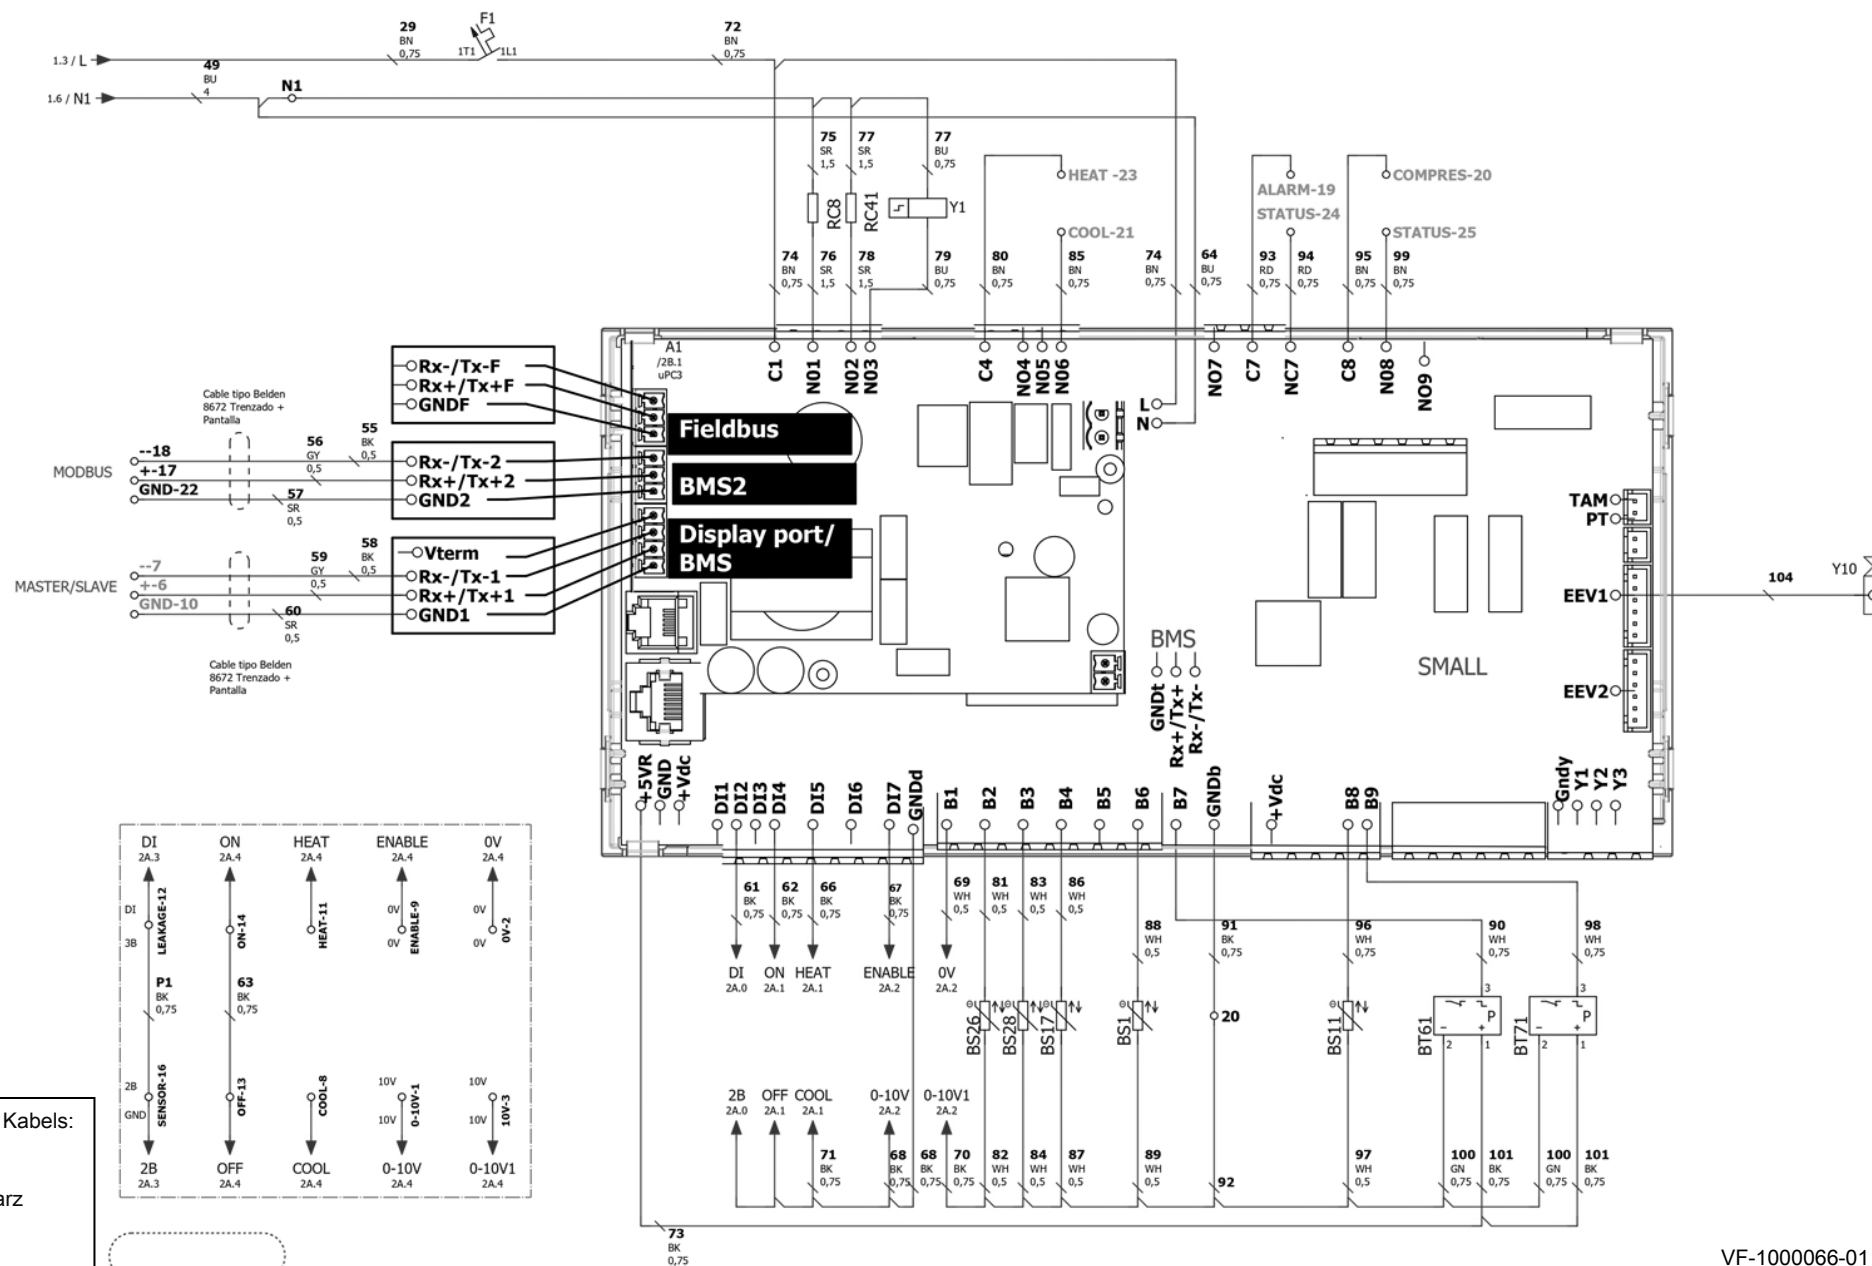 F1
29
BN
0,75
1T1
1L1
72
BN
0,75
1.3 / L
49
BU
4
N1
1.6 / N1
75
SR
1,5
77
SR
1,5
77
BU
0,75
HEAT -23
ALARM-19
COMPRES-20
RC8
RC41
Y1
STATUS-24
COOL-21
STATUS-25
74
BN
0,75
76
SR
1,5
78
SR
1,5
79
BU
0,75
80
BN
0,75
85
BN
0,75
74
BN
0,75
64
BU
0,75
93
RD
0,75
94
RD
0,75
95
BN
0,75
99
BN
0,75
A1
/2B.1
uPC3
C1
N01
N02
N03
C4
NO4
N05
N06
NO7
C7
NC7
C8
N08
NO9
L
N
Rx-/Tx-F
Rx+/Tx+F
GNDF
Fieldbus
Cable tipo Belden
8672 Trenzado +
Pantalla
MODBUS
--18
+-17
GND-22
56
GY
0,5
55
BK
0,5
57
SR
0,5
Rx-/Tx-2
Rx+/Tx+2
GND2
BMS2
Display port/
BMS
MASTER/SLAVE
--7
+-6
GND-10
59
GY
0,5
58
BK
0,5
60
SR
0,5
Vterm
Rx-/Tx-1
Rx+/Tx+1
GND1
Cable tipo Belden
8672 Trenzado +
Pantalla
TAM
PT
EEV1
EEV2
104
Y10
BMS
GNDt
Rx+/Tx+
Rx-/Tx-
SMALL
+5VR
GND
+Vdc
DI1
DI2
DI3
DI4
DI5
DI6
DI7
GNDd
B1
B2
B3
B4
B5
B6
B7
GNDb
+Vdc
B8
B9
Gndy
Y1
Y2
Y3
DI
2A.3
ON
2A.4
HEAT
2A.4
ENABLE
2A.4
0V
2A.4
DI
3B
LEAKAGE-12
ON-14
HEAT-11
0V
0V
ENABLE-9
0V
0V
0V-2
P1
BK
0,75
63
BK
0,75
2B
GND
SENSOR-16
OFF-13
COOL-8
10V
10V
0-10V-1
10V
10V
10V-3
2B
2A.3
OFF
2A.4
COOL
2A.4
0-10V
2A.4
0-10V1
2A.4
61
BK
0,75
62
BK
0,75
66
BK
0,75
67
BK
0,75
69
WH
0,5
81
WH
0,5
83
WH
0,5
86
WH
0,5
88
WH
0,5
91
BK
0,75
96
WH
0,75
90
WH
0,75
98
WH
0,75
DI
2A.0
ON
2A.1
HEAT
2A.1
ENABLE
2A.2
0V
2A.2
BS26
BS28
BS17
BS1
20
BS11
BT61
3
P
-
+
2
1
BT71
3
P
-
+
2
1
2B
2A.0
OFF
2A.1
COOL
2A.1
0-10V
2A.2
0-10V1
2A.2
71
BK
0,75
68
BK
0,75
68
BK
0,75
70
BK
0,75
82
WH
0,5
84
WH
0,5
87
WH
0,5
89
WH
0,5
92
97
WH
0,5
100
GN
0,75
101
BK
0,75
100
GN
0,75
101
BK
0,75
73
BK
0,75
Kabels:
arz
VF-1000066-01